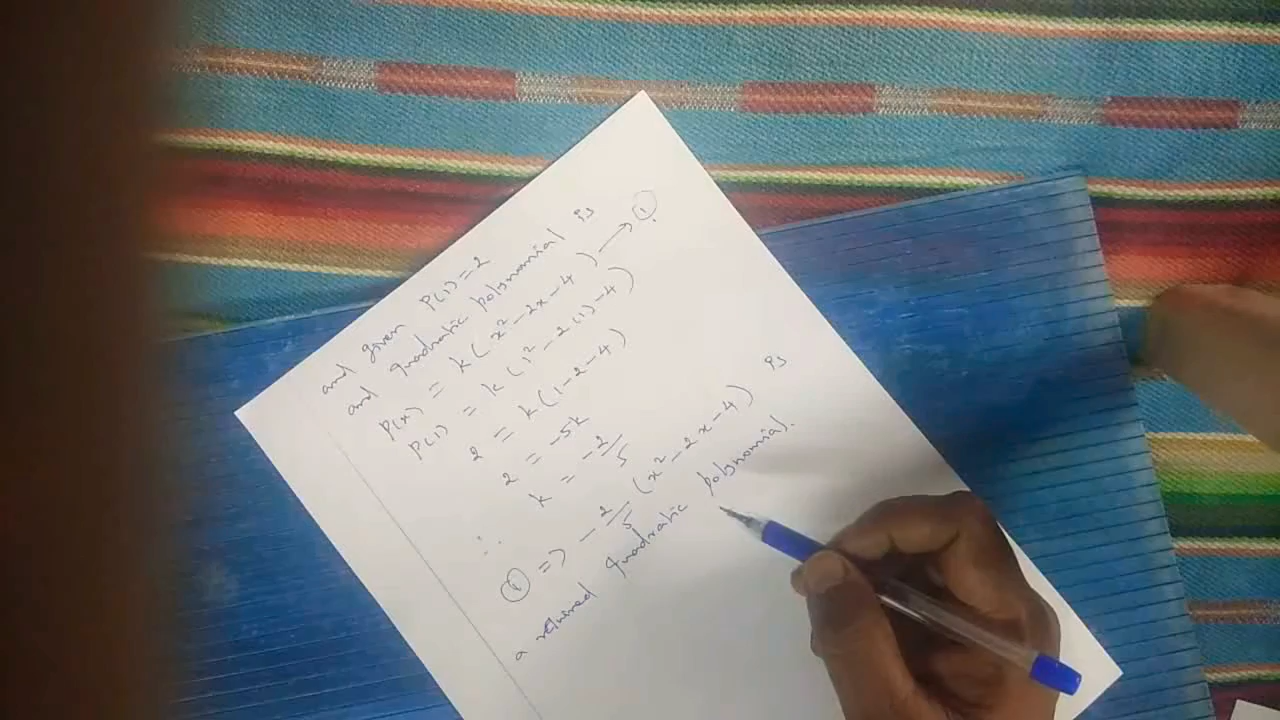 and given P(1)=2
and quadratic polynomial is
P(x) = k(x² - 2x - 4) → ①
P(1) = k(1² - 2(1) - 4)
2 = k(1 - 2 - 4)
2 = -5k
k = -2/5
∴
① => -2/5 (x² - 2x - 4) is
a required quadratic polynomial.